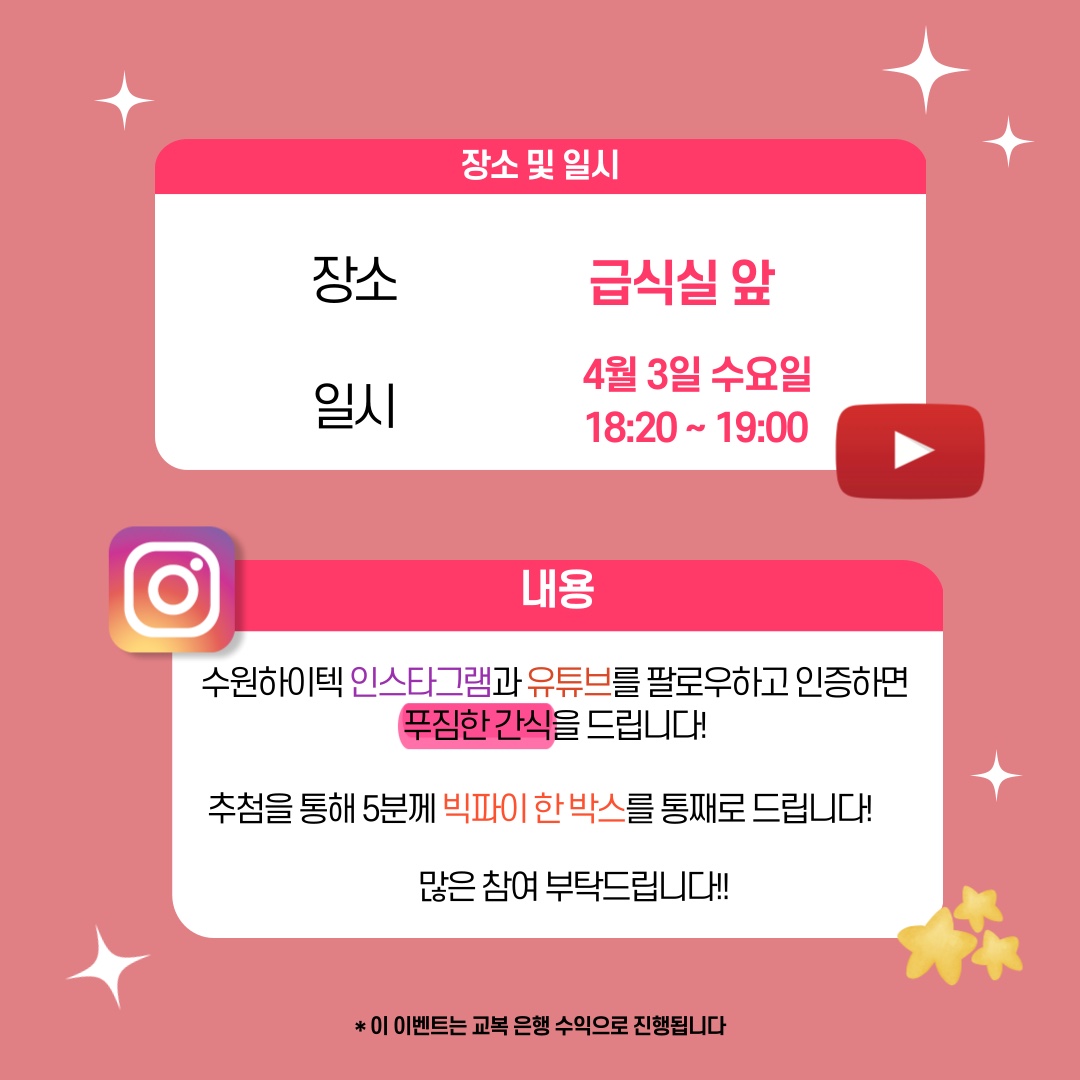 장소 및 일시
장소
급식실 앞
일시
4월 3일 수요일
18:20 ~ 19:00
내용
수원하이텍 인스타그램과 유튜브를 팔로우하고 인증하면
푸짐한 간식을 드립니다!
추첨을 통해 5분께 빅파이 한 박스를 통째로 드립니다!
많은 참여 부탁드립니다!!
* 이 이벤트는 교복 은행 수익으로 진행됩니다